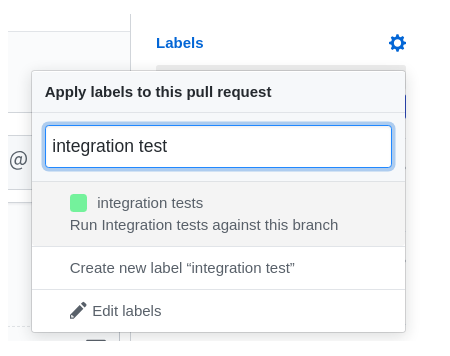 Labels
Apply labels to this pull request
@
integration test
integration tests
Run Integration tests against this branch
Create new label “integration test”
Edit labels